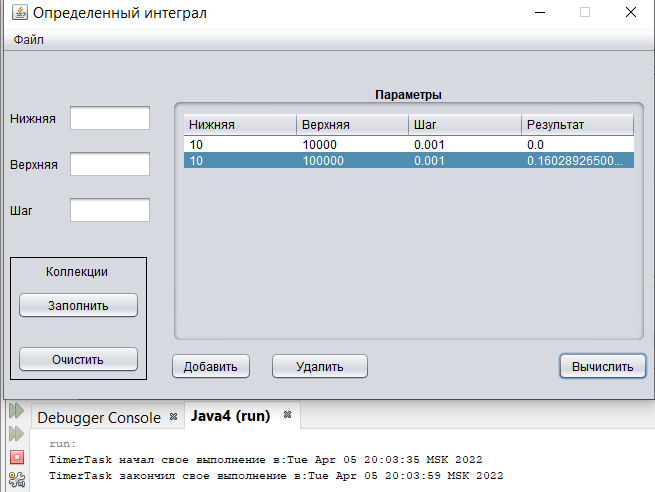 Определенный интеграл
Файл
Параметры
Нижняя
Верхняя
Шаг
Коллекции
Заполнить
Очистить
Нижняя Верхняя Шаг Результат
10 10000 0.001 0.0
10 100000 0.001 0.16028926500...
Добавить Удалить Вычислить
Debugger Console Java4 (run)
run:
TimerTask начал свое выполнение в:Tue Apr 05 20:03:35 MSK 2022
TimerTask закончил свое выполнение в:Tue Apr 05 20:03:59 MSK 2022